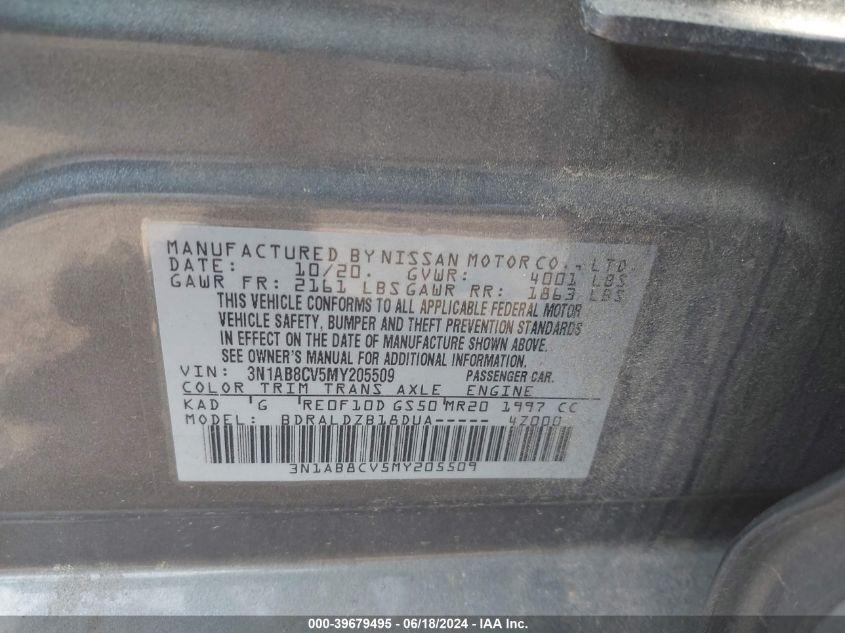 MANUFACTURED BY NISSAN MOTOR CO., LTD.
DATE: 10/20. GVWR: 4001 LBS
GAWR FR: 2161 LBS GAWR RR: 1863 LBS
THIS VEHICLE CONFORMS TO ALL APPLICABLE FEDERAL MOTOR
VEHICLE SAFETY, BUMPER AND THEFT PREVENTION STANDARDS
IN EFFECT ON THE DATE OF MANUFACTURE SHOWN ABOVE.
SEE OWNER'S MANUAL FOR ADDITIONAL INFORMATION.
VIN: 3N1AB8CV5MY205509 PASSENGER CAR.
COLOR TRIM TRANS AXLE ENGINE
KAD G RE0F10D GS50 MR20 1997 CC
MODEL: BDRALDZB18DUA----- 4Z000
3N1AB8CV5MY205509
000-39679495 - 06/18/2024 - IAAI.com